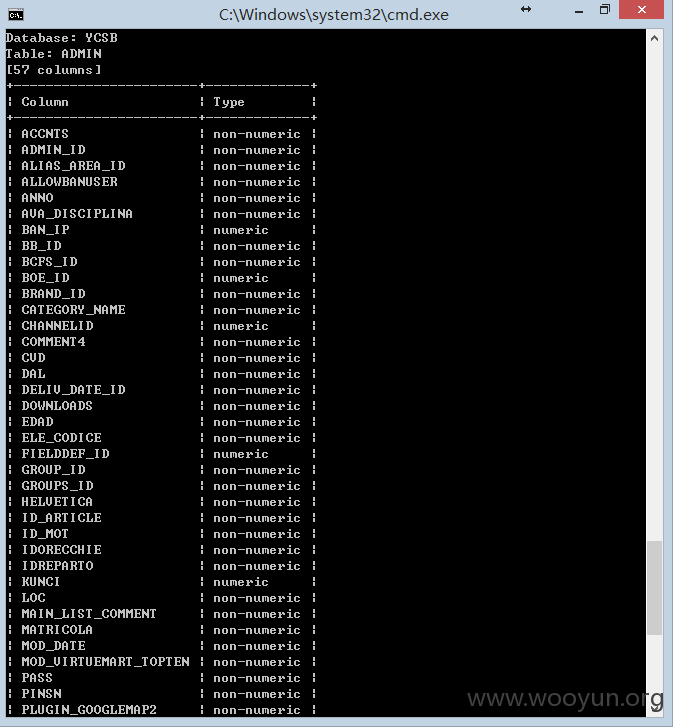 C:\Windows\system32\cmd.exe
Database: YCSB
Table: ADMIN
[57 columns]
+-----------------------+-------------+
| Column | Type |
+-----------------------+-------------+
| ACCNTS | non-numeric |
| ADMIN_ID | non-numeric |
| ALIAS_AREA_ID | non-numeric |
| ALLOWBANUSER | non-numeric |
| ANNO | non-numeric |
| AVA_DISCIPLINA | non-numeric |
| BAN_IP | numeric |
| BB_ID | non-numeric |
| BCFS_ID | non-numeric |
| BOE_ID | numeric |
| BRAND_ID | non-numeric |
| CATEGORY_NAME | non-numeric |
| CHANNELID | numeric |
| COMMENT4 | non-numeric |
| CVD | non-numeric |
| DAL | non-numeric |
| DELIV_DATE_ID | non-numeric |
| DOWNLOADS | non-numeric |
| EDAD | non-numeric |
| ELE_CODICE | non-numeric |
| FIELDDEF_ID | numeric |
| GROUP_ID | non-numeric |
| GROUPS_ID | non-numeric |
| HELVETICA | non-numeric |
| ID_ARTICLE | non-numeric |
| ID_MOT | non-numeric |
| IDORECCHIE | non-numeric |
| IDREPARTO | non-numeric |
| KUNCI | numeric |
| LOC | non-numeric |
| MAIN_LIST_COMMENT | non-numeric |
| MATRICOLA | non-numeric |
| MOD_DATE | non-numeric |
| MOD_VIRTUEMART_TOPTEN | non-numeric |
| PASS | non-numeric |
| PINSN | non-numeric |
| PLUGIN_GOOGLEMAP2 | non-numeric |
www.wooyun.org